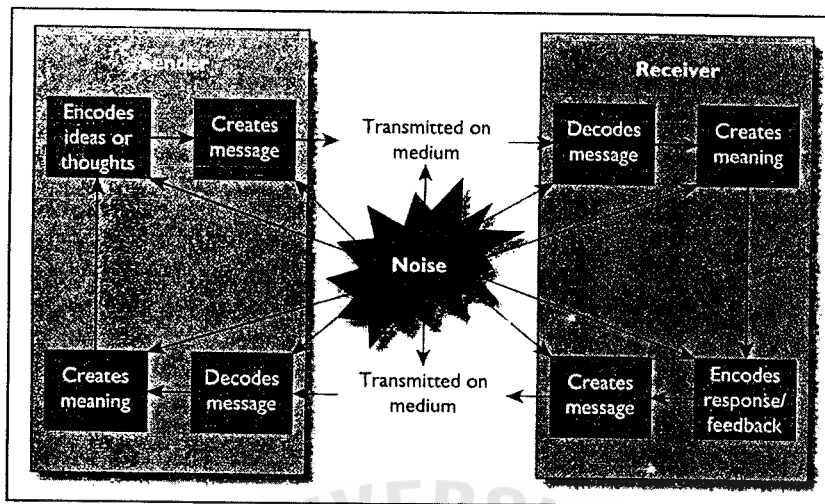 Sender
Receiver
Encodes
ideas or
thoughts
Creates
message
Transmitted on
medium
Decodes
message
Creates
meaning
Noise
Creates
meaning
Decodes
message
Transmitted on
medium
Creates
message
Encodes
response/
feedback